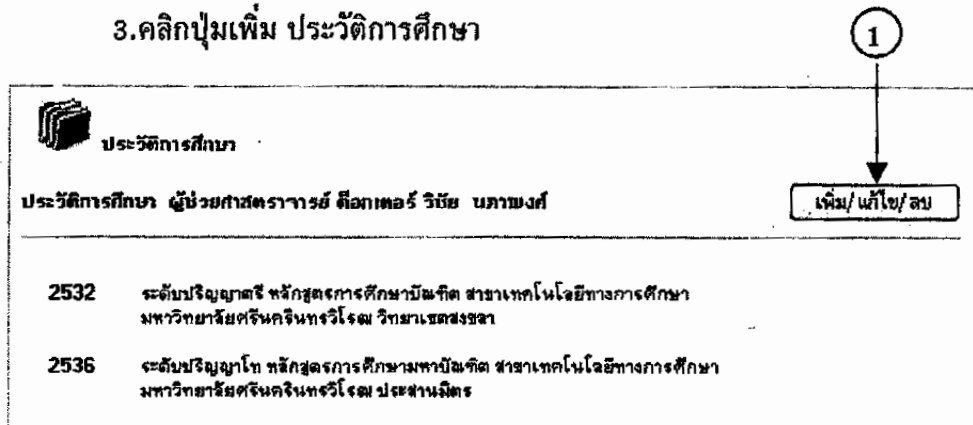 3.คลิกปุ่มเพิ่ม ประวัติการศึกษา
1
ประวัติการศึกษา
ประวัติการศึกษา ผู้ช่วยศาสตราจารย์ ด็อกเตอร์ วิชัย นภาพงศ์
เพิ่ม/แก้ไข/ลบ
2532 ระดับปริญญาตรี หลักสูตรการศึกษาบัณฑิต สาขาเทคโนโลยีทางการศึกษา
มหาวิทยาลัยศรีนครินทรวิโรฒ วิทยาเขตสงขลา
2536 ระดับปริญญาโท หลักสูตรการศึกษามหาบัณฑิต สาขาเทคโนโลยีทางการศึกษา
มหาวิทยาลัยศรีนครินทรวิโรฒ ประสานมิตร